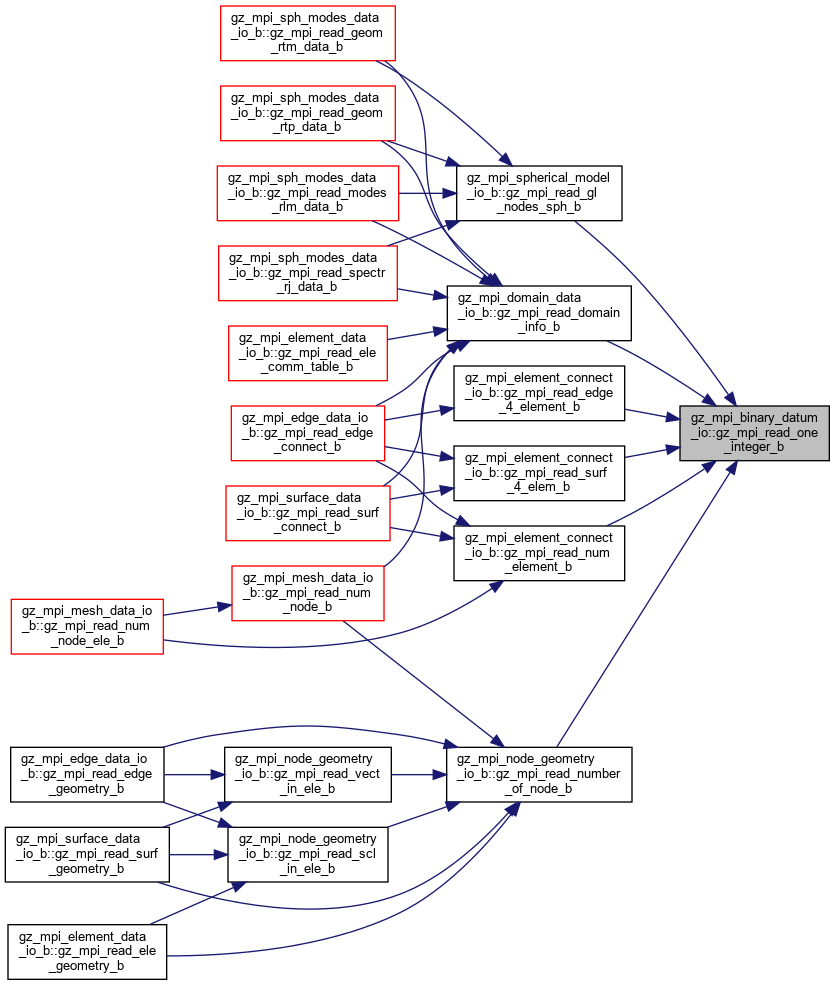 gz_mpi_sph_modes_data
_io_b::gz_mpi_read_geom
_rtm_data_b
gz_mpi_sph_modes_data
_io_b::gz_mpi_read_geom
_rtp_data_b
gz_mpi_sph_modes_data
_io_b::gz_mpi_read_modes
_rlm_data_b
gz_mpi_spherical_model
_io_b::gz_mpi_read_gl
_nodes_sph_b
gz_mpi_sph_modes_data
_io_b::gz_mpi_read_spectr
_rj_data_b
gz_mpi_domain_data
_io_b::gz_mpi_read_domain
_info_b
gz_mpi_element_data
_io_b::gz_mpi_read_ele
_comm_table_b
gz_mpi_element_connect
_io_b::gz_mpi_read_edge
_4_element_b
gz_mpi_edge_data_io
_b::gz_mpi_read_edge
_connect_b
gz_mpi_binary_datum
_io::gz_mpi_read_one
_integer_b
gz_mpi_element_connect
_io_b::gz_mpi_read_surf
_4_elem_b
gz_mpi_surface_data
_io_b::gz_mpi_read_surf
_connect_b
gz_mpi_element_connect
_io_b::gz_mpi_read_num
_element_b
gz_mpi_mesh_data_io
_b::gz_mpi_read_num
_node_b
gz_mpi_mesh_data_io
_b::gz_mpi_read_num
_node_ele_b
gz_mpi_edge_data_io
_b::gz_mpi_read_edge
_geometry_b
gz_mpi_node_geometry
_io_b::gz_mpi_read_vect
_in_ele_b
gz_mpi_node_geometry
_io_b::gz_mpi_read_number
_of_node_b
gz_mpi_surface_data
_io_b::gz_mpi_read_surf
_geometry_b
gz_mpi_node_geometry
_io_b::gz_mpi_read_scl
_in_ele_b
gz_mpi_element_data
_io_b::gz_mpi_read_ele
_geometry_b